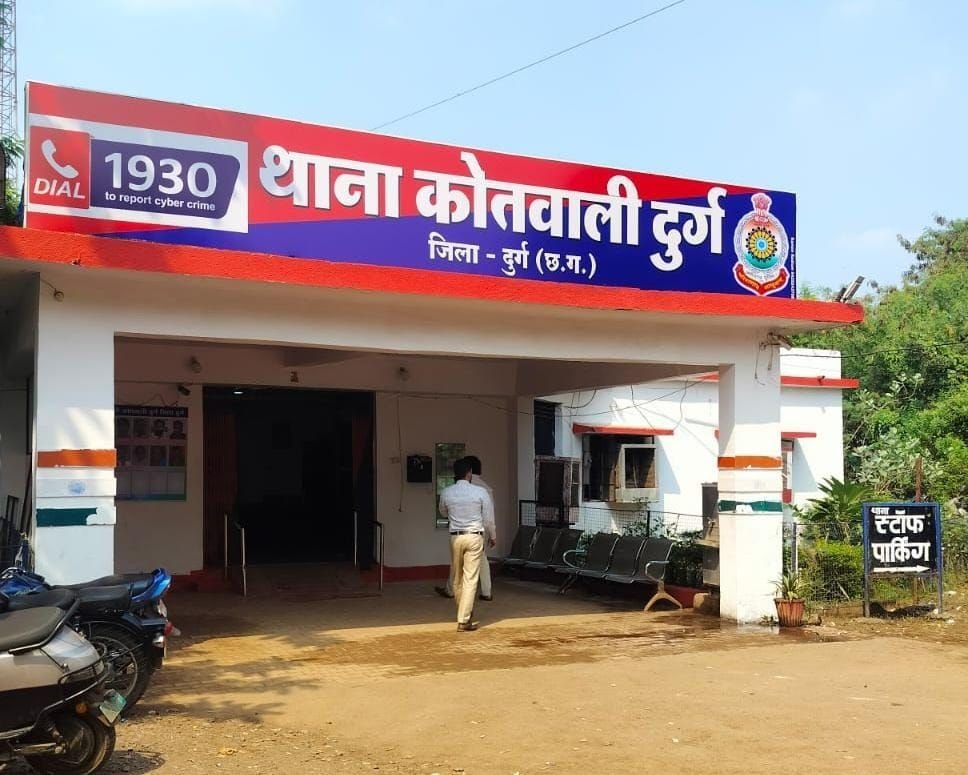 DIAL
1930
to report cyber crime
थाना कोतवाली दुर्ग
जिला - दुर्ग (छ.ग.)
थाना
स्टॉफ
पार्किंग